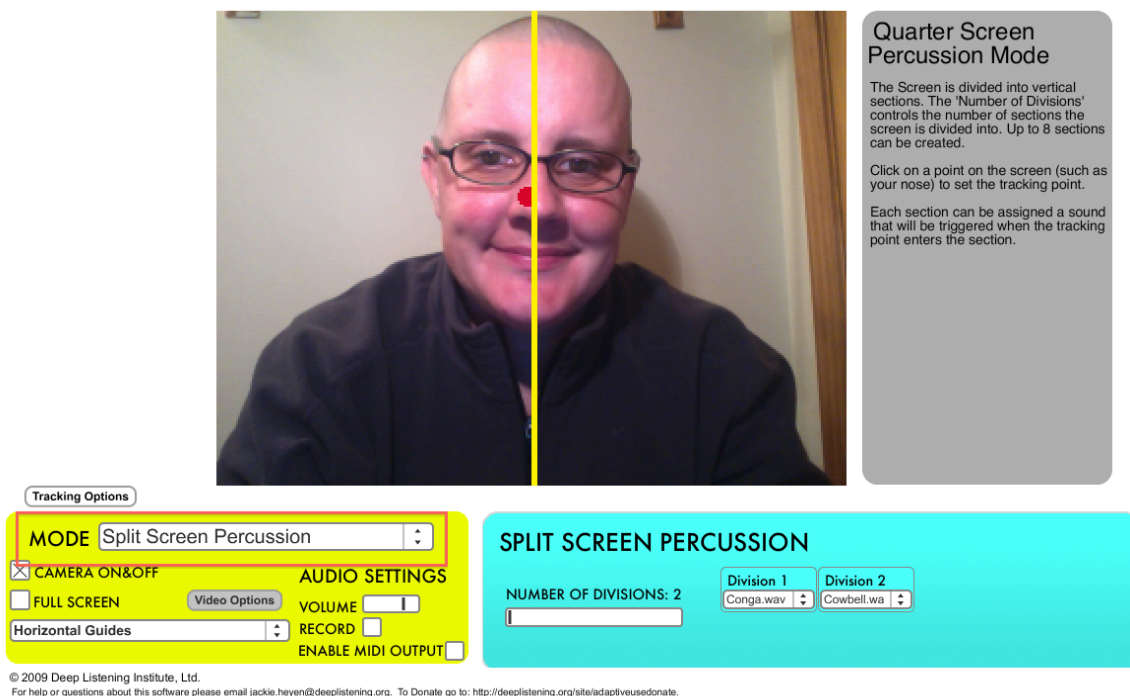 Quarter Screen
Percussion Mode
The Screen is divided into vertical
sections. The 'Number of Divisions'
controls the number of sections the
screen is divided into. Up to 8 sections
can be created.
Click on a point on the screen (such as
your nose) to set the tracking point.
Each section can be assigned a sound
that will be triggered when the tracking
point enters the section.
Tracking Options
MODE Split Screen Percussion
CAMERA ON&OFF
FULL SCREEN
Video Options
Horizontal Guides
AUDIO SETTINGS
VOLUME
RECORD
ENABLE MIDI OUTPUT
SPLIT SCREEN PERCUSSION
NUMBER OF DIVISIONS: 2
Division 1
Conga.wav
Division 2
Cowbell.wa
© 2009 Deep Listening Institute, Ltd.
For help or questions about this software please email jackie.heyen@deeplistening.org. To Donate go to: http://deeplistening.org/site/adaptiveusedonate.